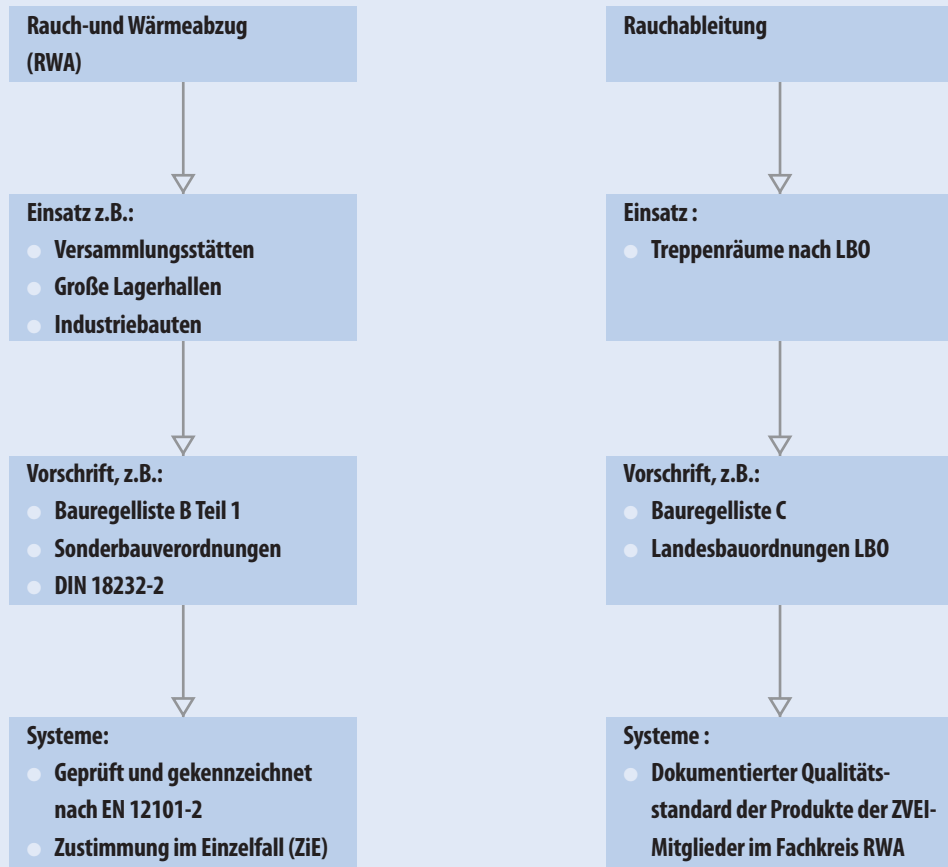 Rauch-und Wärmeabzug
(RWA)
Einsatz z.B.:
Versammlungsstätten
Große Lagerhallen
Industriebauten
Vorschrift, z.B.:
Bauregelliste B Teil 1
Sonderbauverordnungen
DIN 18232-2
Systeme:
Geprüft und gekennzeichnet
nach EN 12101-2
Zustimmung im Einzelfall (ZiE)
Rauchableitung
Einsatz :
Treppenräume nach LBO
Vorschrift, z.B.:
Bauregelliste C
Landesbauordnungen LBO
Systeme :
Dokumentierter Qualitäts-
standard der Produkte der ZVEI-
Mitglieder im Fachkreis RWA